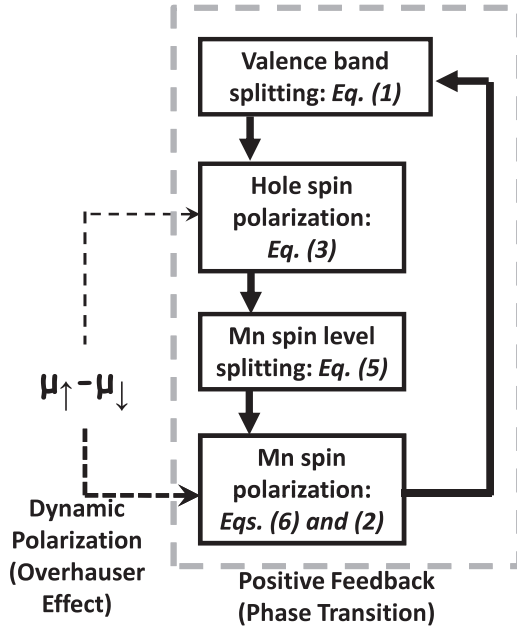 Valence band
splitting: Eq. (1)
Hole spin
polarization:
Eq. (3)
Mn spin level
splitting: Eq. (5)
μ↑−μ↓
Mn spin
polarization:
Eqs. (6) and (2)
Dynamic
Polarization
(Overhauser
Effect)
Positive Feedback
(Phase Transition)